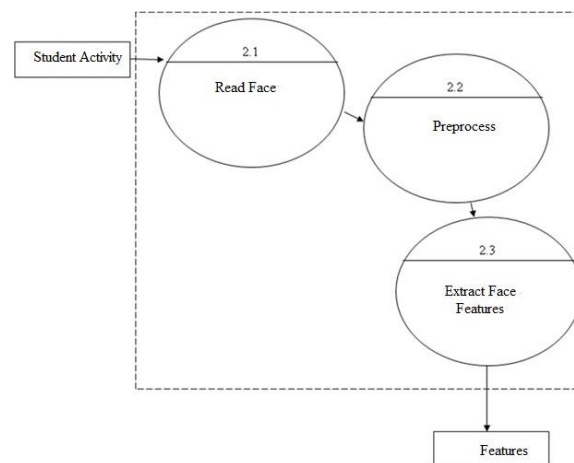 Student Activity
2.1
Read Face
2.2
Preprocess
2.3
Extract Face
Features
Features